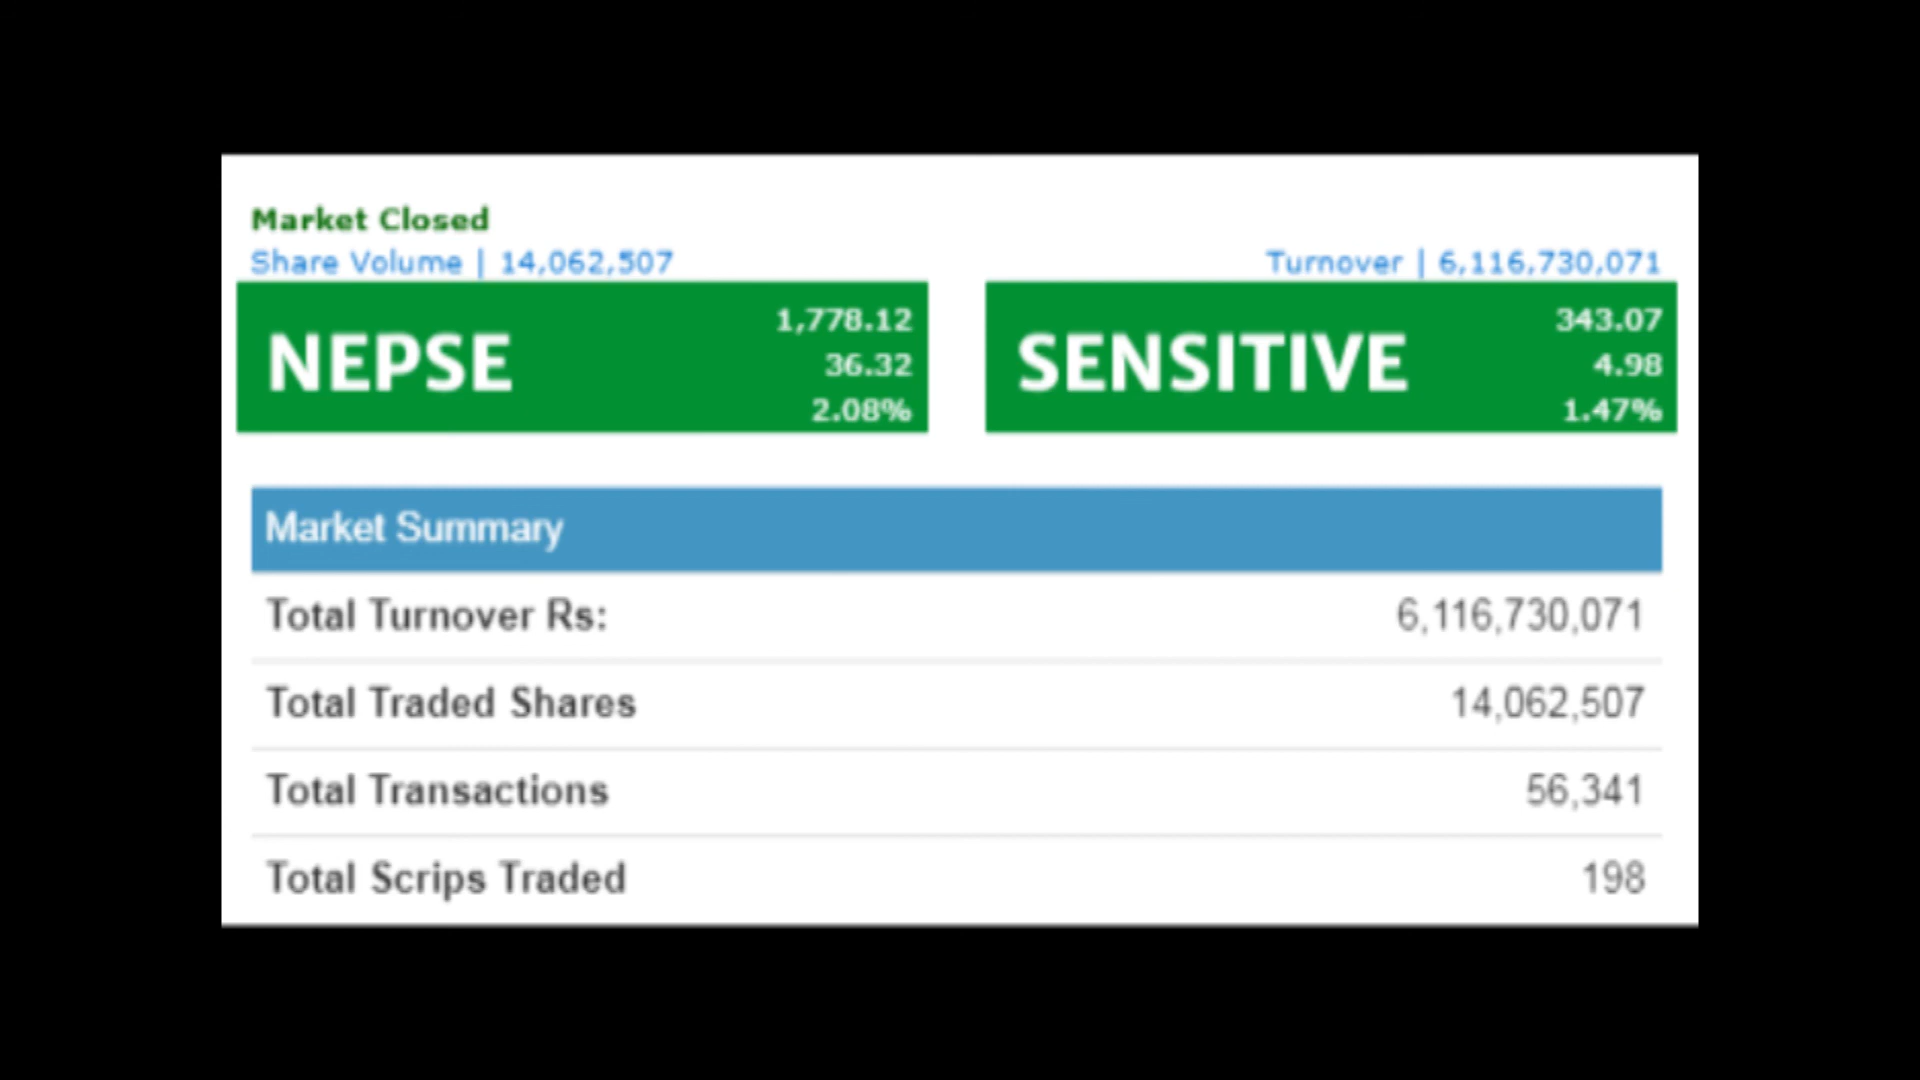 Market Closed
Share Volume | 14,062,507
Turnover | 6,116,730,071
NEPSE
1,778.12
36.32
2.08%
SENSITIVE
343.07
4.98
1.47%
Market Summary
Total Turnover Rs: 6,116,730,071
Total Traded Shares 14,062,507
Total Transactions 56,341
Total Scrips Traded 198